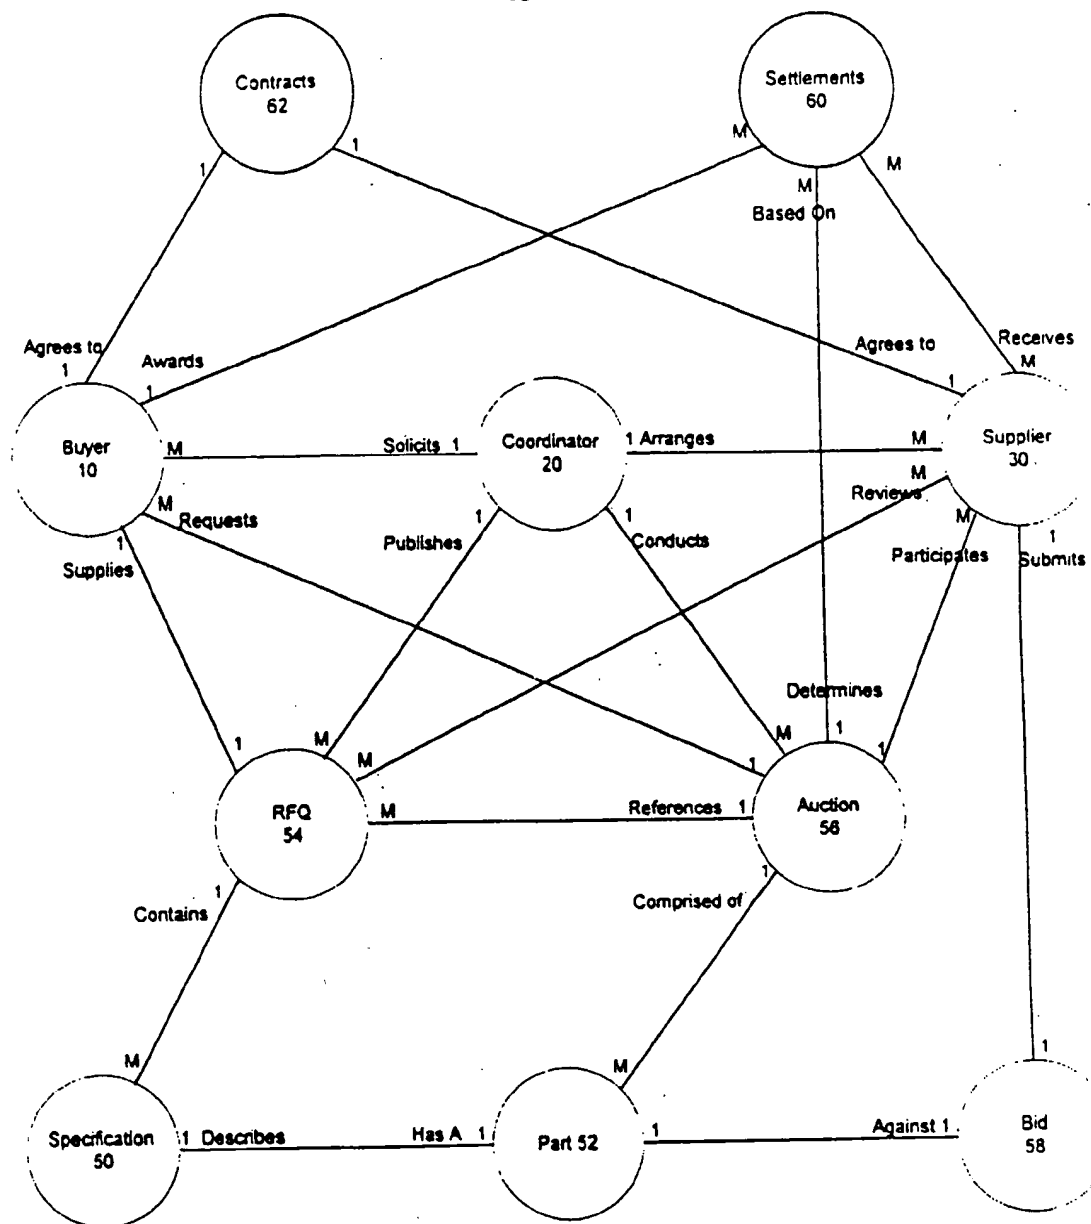 Contracts
62
Settlements
60
1
1
M
M
M
Based On
Agrees to
1
Awards
1
Agrees to
1
Receives
M
Buyer
10
M
Solicits 1
Coordinator
20
1 Arranges
M
Supplier
30
M
Requests
1
Supplies
Publishes
1
1
Conducts
Reviews
M
Participates
M
1
Submits
Determines
1
M
M
M
1
1
1
RFQ
54
M
References
1
Auction
56
1
Contains
Comprised of
1
M
M
1
Specification
50
1 Describes
Has A
1
Part 52
1
Against 1
Bid
58